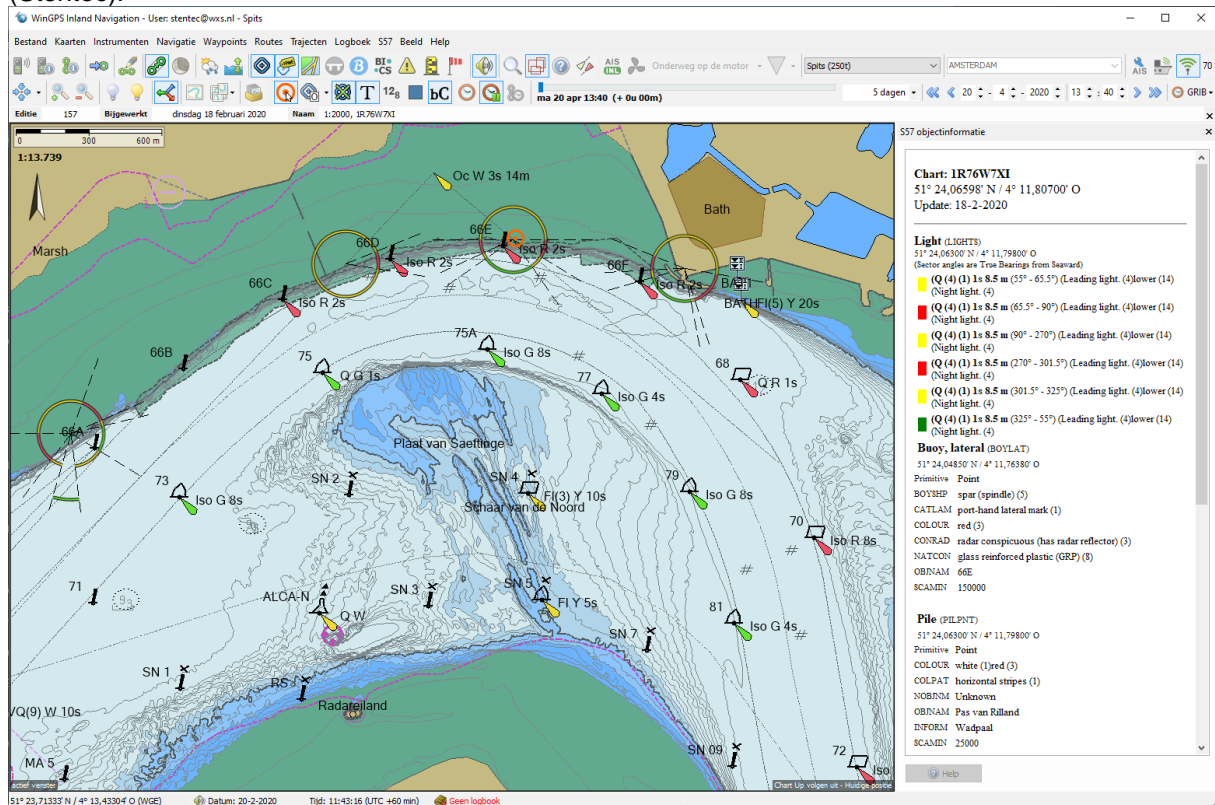 (Stentec).
WinGPS Inland Navigation - User: stentec@wxs.nl - Spits
Bestand Kaarten Instrumenten Navigatie Waypoints Routes Trajecten Logboek S57 Beeld Help
AIS INL Onderweg op de motor - Spits (250t) AMSTERDAM AIS 70
T 12₈ bC ma 20 apr 13:40 (+ 0u 00m) 5 dagen 20 - 4 - 2020 13 : 40 GRIB
Editie 157 Bijgewerkt dinsdag 18 februari 2020 Naam 1:2000, 1R76W7XI
0 300 600 m
1:13.739
Oc W 3s 14m
Marsh
Bath
66E
66D
Iso R 2s
Iso R 2s
66F
66C
Iso R 2s
BATH
Iso R 2s
BATHFl(5) Y 20s
75A
66B
75
Iso G 8s
68
Q G 1s
77
Q R 1s
Iso G 4s
66A
Plaat van Saeftinge
73
SN 2
SN 4
79
Iso G 8s
Fl(3) Y 10s
Iso G 8s
Schaar van de Noord
70
Iso R 8s
71
ALCA-N
SN 3
SN 5
Fl Y 5s
Q W
81
Iso G 4s
SN 7
SN 1
RS
Radareiland
VQ(9) W 10s
MA 5
SN 09
72
Iso
actief venster
Chart Up volgen uit - Huidige positie
S57 objectinformatie
Chart: 1R76W7XI
51° 24,06598' N / 4° 11,80700' O
Update: 18-2-2020
Light (LIGHTS)
51° 24,06300' N / 4° 11,79800' O
(Sector angles are True Bearings from Seaward)
(Q (4) (1) 1s 8.5 m (55° - 65.5°) (Leading light. (4)lower (14)
(Night light. (4)
(Q (4) (1) 1s 8.5 m (65.5° - 90°) (Leading light. (4)lower (14)
(Night light. (4)
(Q (4) (1) 1s 8.5 m (90° - 270°) (Leading light. (4)lower (14)
(Night light. (4)
(Q (4) (1) 1s 8.5 m (270° - 301.5°) (Leading light. (4)lower (14)
(Night light. (4)
(Q (4) (1) 1s 8.5 m (301.5° - 325°) (Leading light. (4)lower (14)
(Night light. (4)
(Q (4) (1) 1s 8.5 m (325° - 55°) (Leading light. (4)lower (14)
(Night light. (4)
Buoy, lateral (BOYLAT)
51° 24,04850' N / 4° 11,76380' O
Primitive Point
BOYSHP spar (spindle) (5)
CATLAM port-hand lateral mark (1)
COLOUR red (3)
CONRAD radar conspicuous (has radar reflector) (3)
NATCON glass reinforced plastic (GRP) (8)
OBJNAM 66E
SCAMIN 150000
Pile (PILPNT)
51° 24,06300' N / 4° 11,79800' O
Primitive Point
COLOUR white (1)red (3)
COLPAT horizontal stripes (1)
NOBJNM Unknown
OBJNAM Pas van Rilland
INFORM Wadpaal
SCAMIN 25000
Help
51° 23,71333' N / 4° 13,43304' O (WGE) Datum: 20-2-2020 Tijd: 11:43:16 (UTC +60 min) Geen logboek